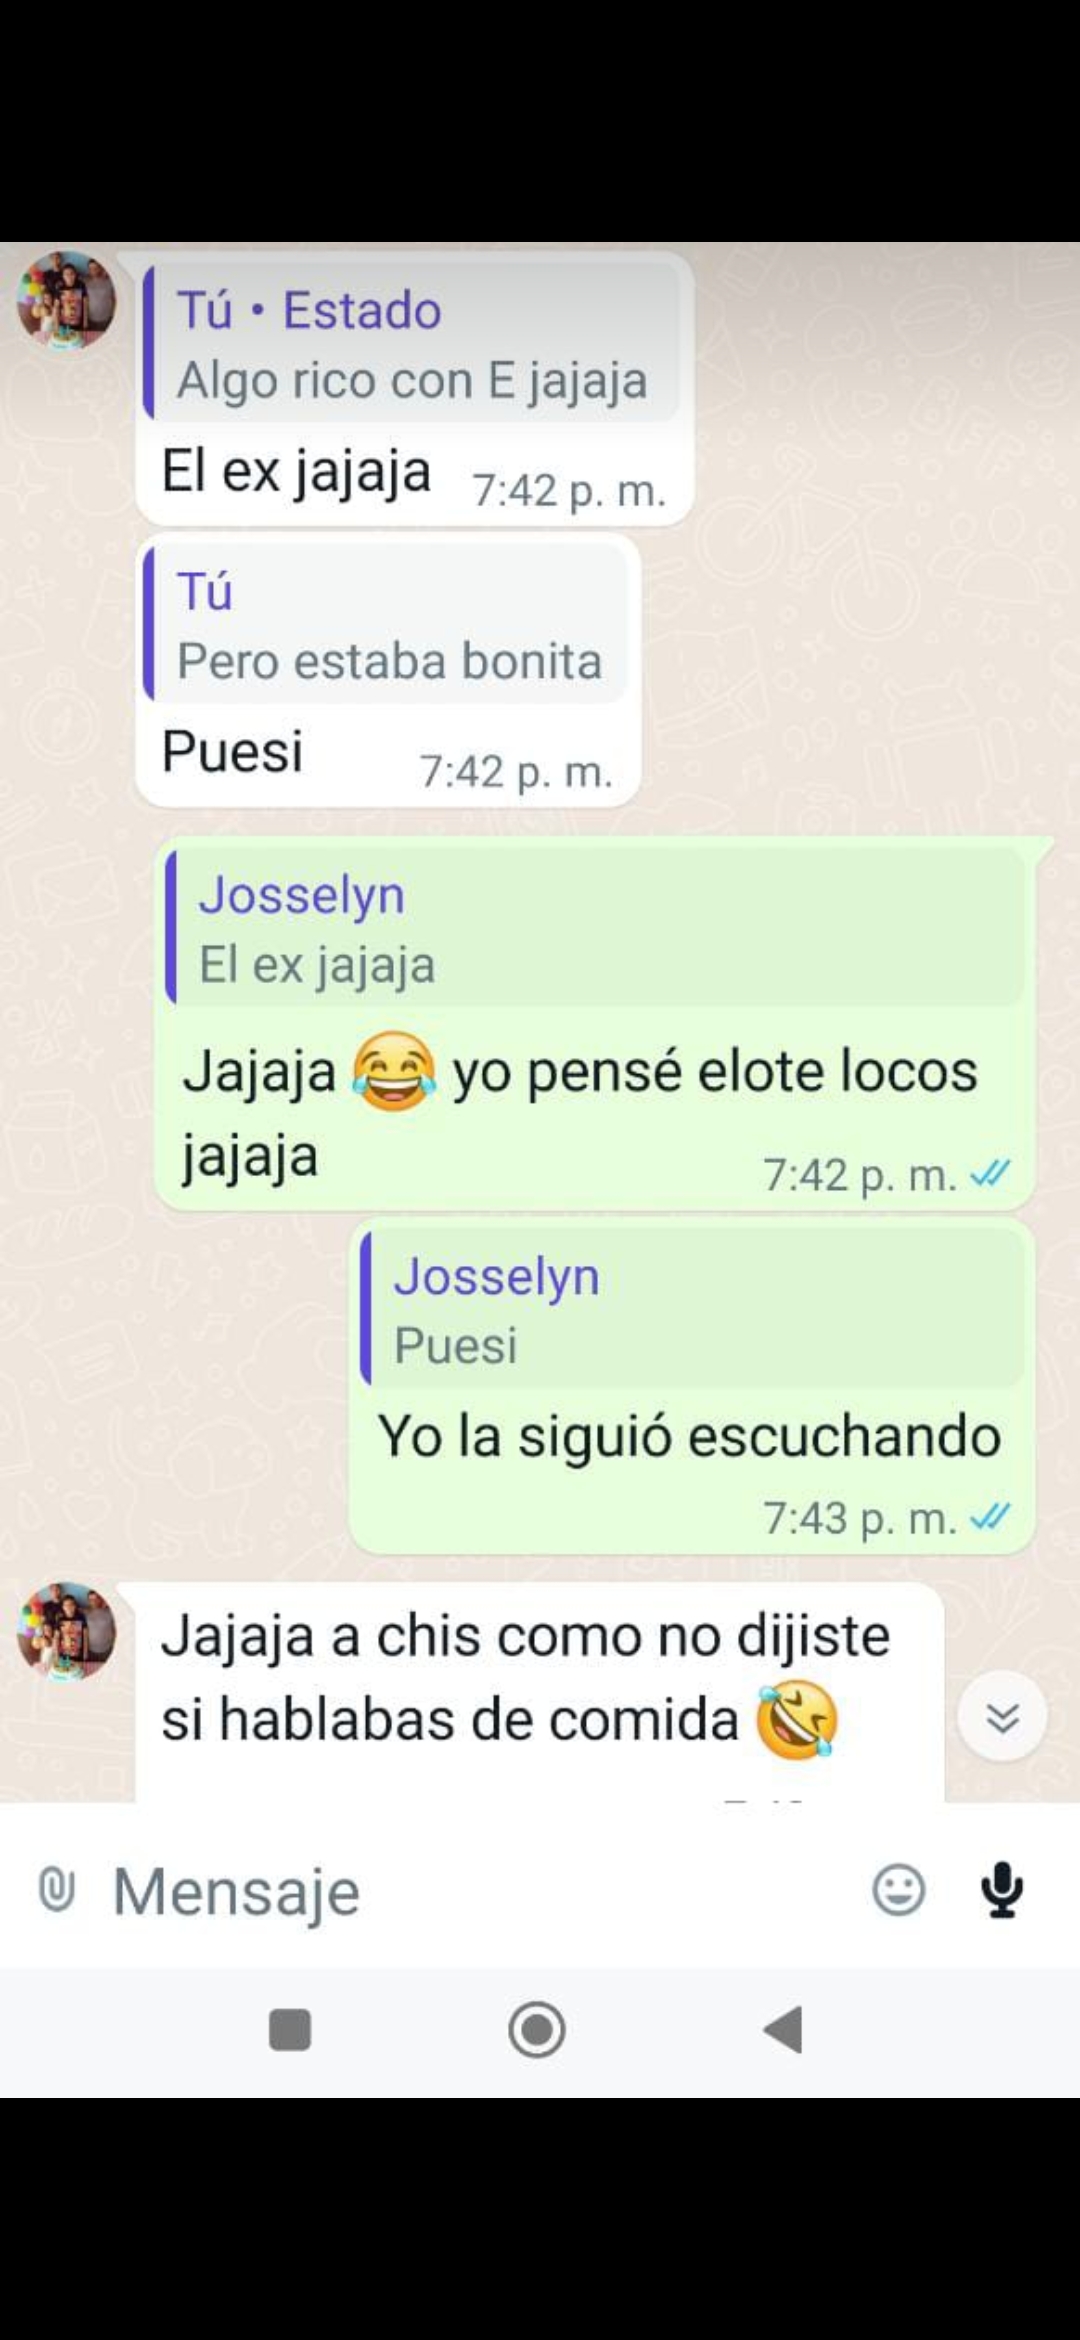 Tú • Estado
Algo rico con E jajaja
El ex jajaja 7:42 p. m.
Tú
Pero estaba bonita
Puesi 7:42 p. m.
Josselyn
El ex jajaja
Jajaja 😂 yo pensé elote locos
jajaja 7:42 p. m.
Josselyn
Puesi
Yo la siguió escuchando
7:43 p. m.
Jajaja a chis como no dijiste
si hablabas de comida 🤣
Mensaje